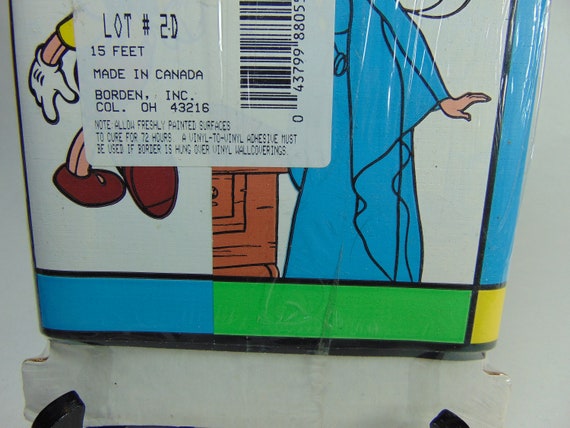 LOT # 2D
15 FEET
MADE IN CANADA
BORDEN, INC.
COL. OH 43216
NOTE: ALLOW FRESHLY PAINTED SURFACES
TO CURE FOR 72 HOURS. A VINYL-TO-VINYL ADHESIVE MUST
BE USED IF BORDER IS HUNG OVER VINYL WALLCOVERINGS.
0 43799 88055